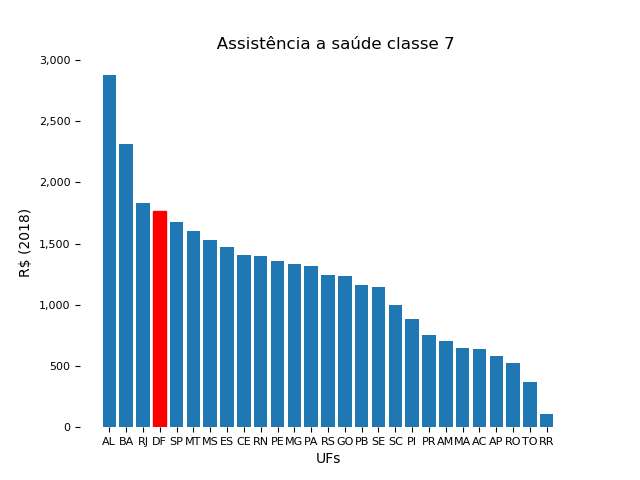 Assistência a saúde classe 7
3,000
2,500
2,000
1,500
1,000
500
0
R$ (2018)
AL BA RJ DF SP MT MS ES CE RN PE MG PA RS GO PB SE SC PI PR AM MA AC AP RO TO RR
UFs